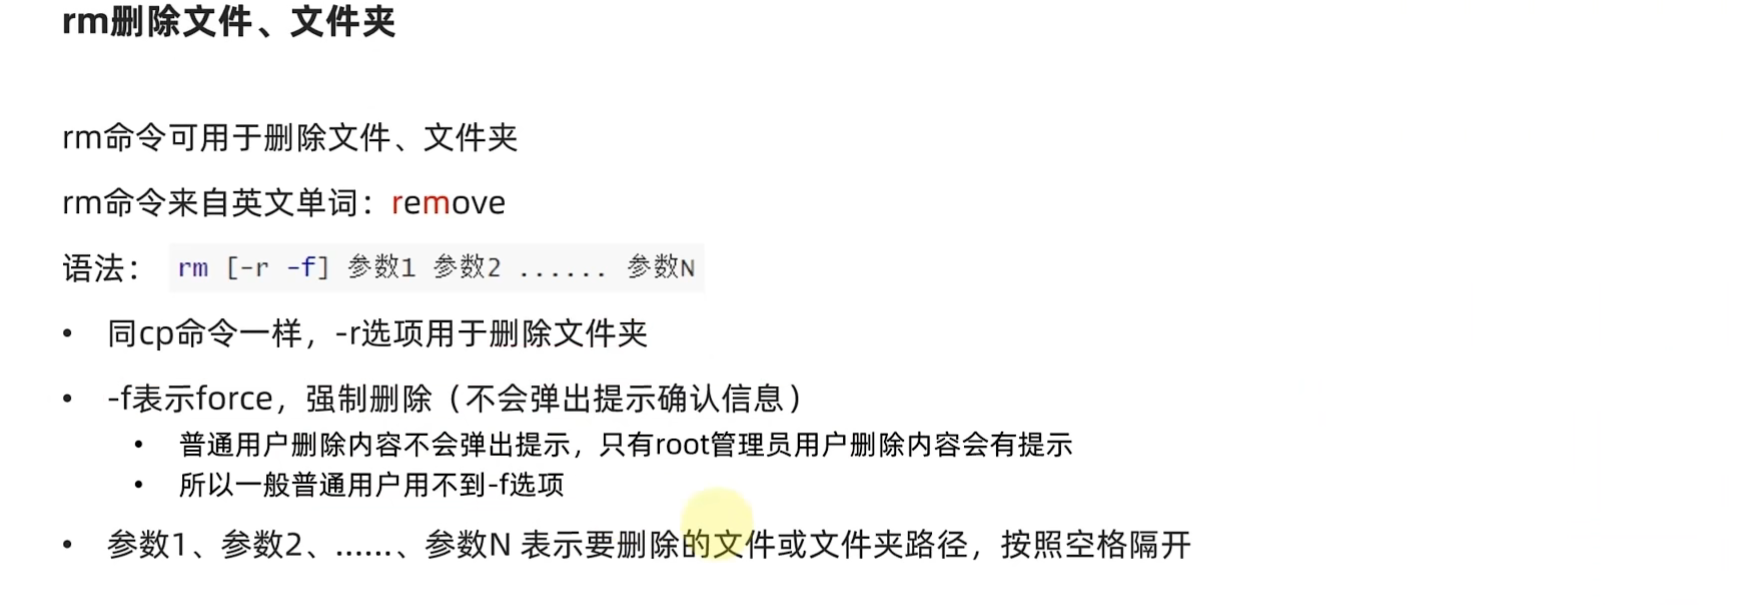 rm删除文件、文件夹
rm命令可用于删除文件、文件夹
rm命令来自英文单词：remove
语法： rm [-r -f] 参数1 参数2 ...... 参数N
• 同cp命令一样，-r选项用于删除文件夹
• -f表示force，强制删除（不会弹出提示确认信息）
• 普通用户删除内容不会弹出提示，只有root管理员用户删除内容会有提示
• 所以一般普通用户用不到-f选项
• 参数1、参数2、......、参数N 表示要删除的文件或文件夹路径，按照空格隔开